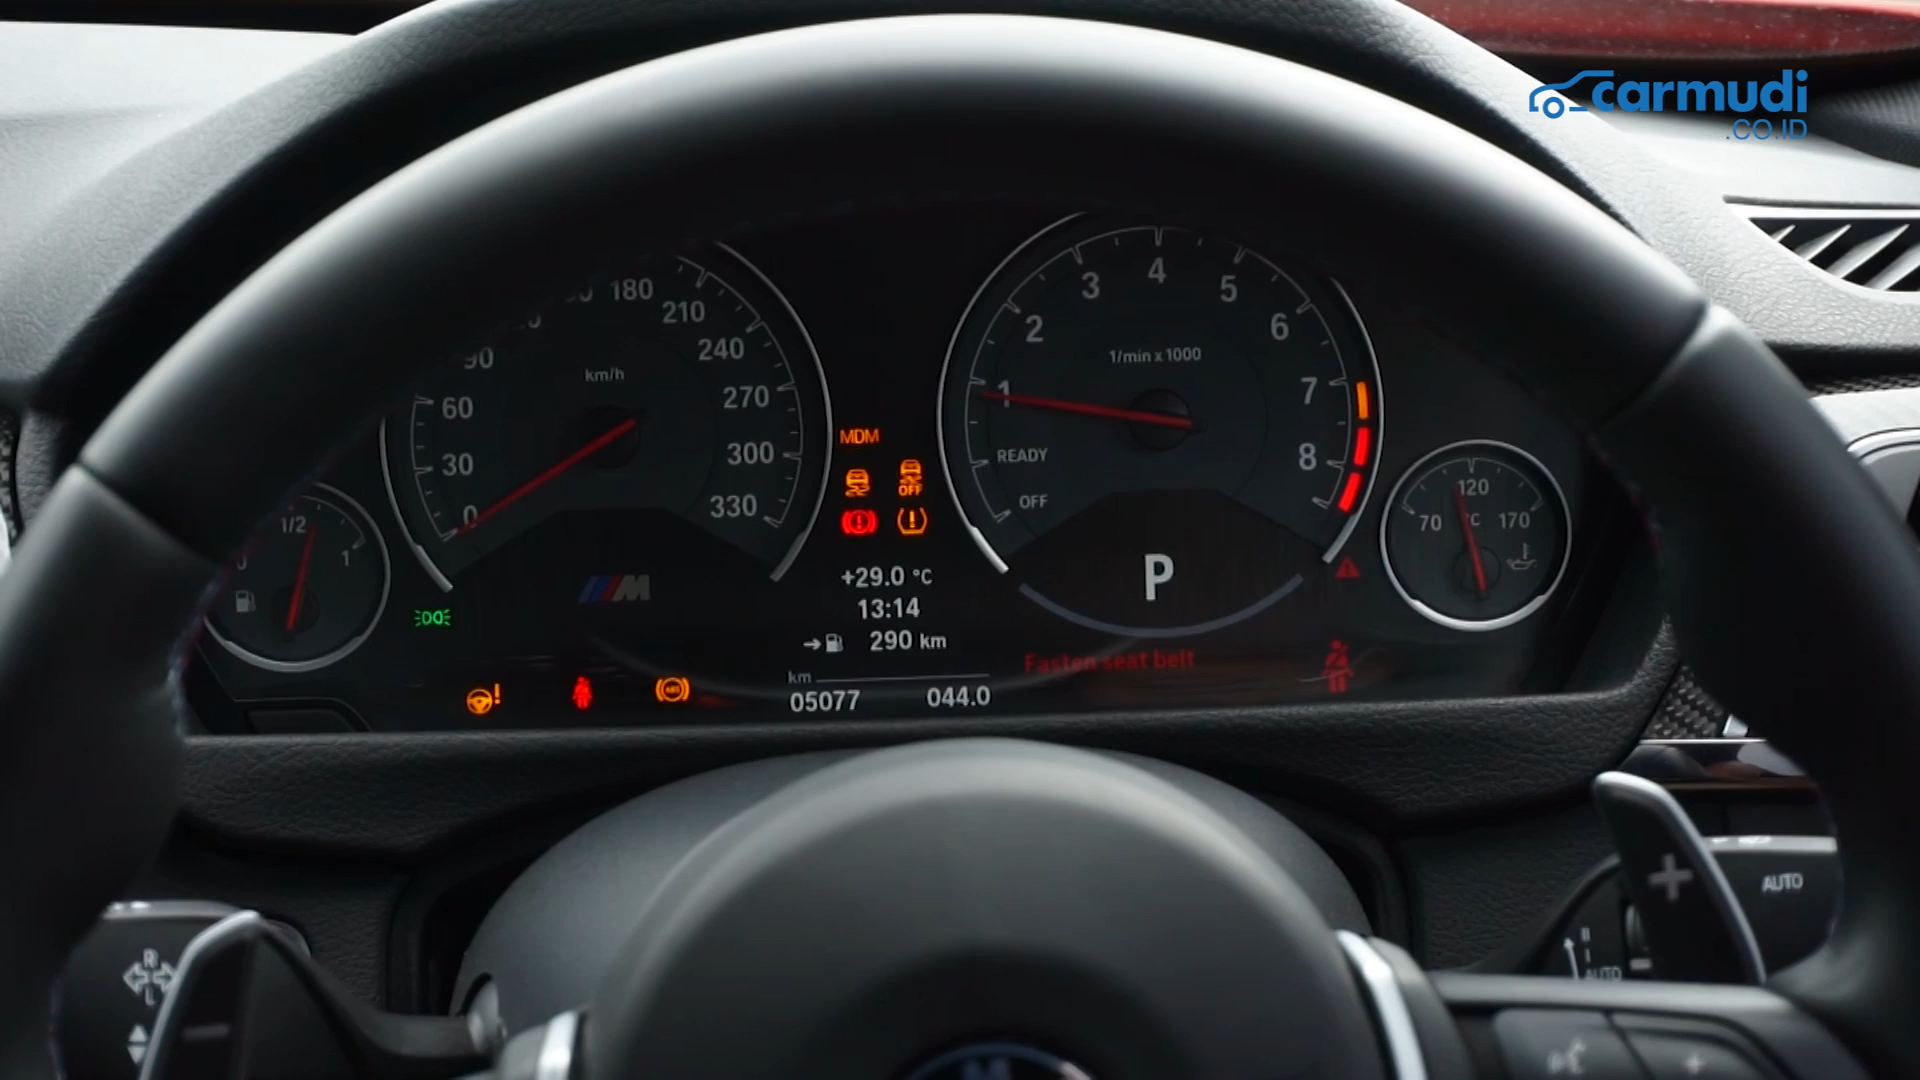 carmudi
.CO.ID
0 30 60 90 180 210 240 270 300 330
km/h
1/2 1
MDM
OFF
+29.0 °C
13:14
290 km
km
05077 044.0
ABS
M
OFF READY 1 2 3 4 5 6 7 8
1/min x 1000
P
Fasten seat belt
70 120 170
°C
R
L
AUTO
AUTO